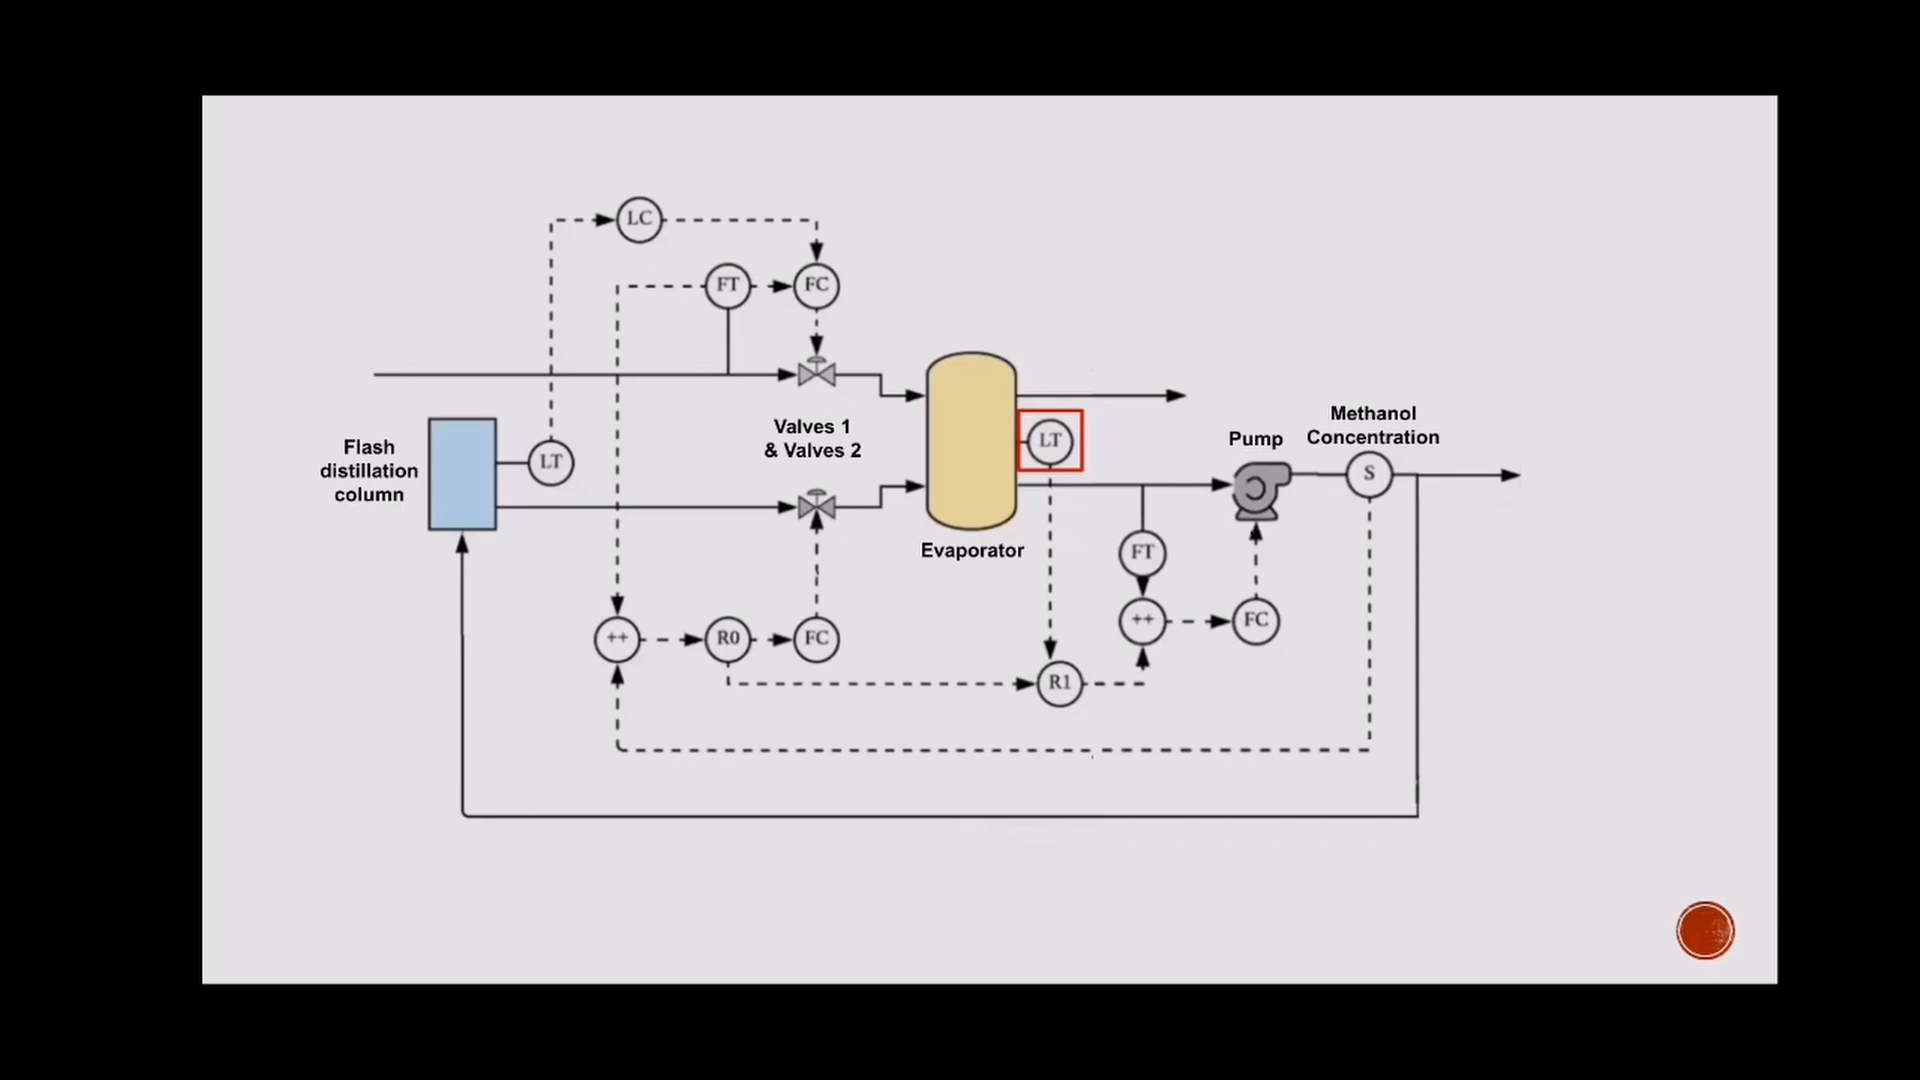 LC
FT
FC
Flash
distillation
column
LT
Valves 1
& Valves 2
LT
Evaporator
Pump
Methanol
Concentration
S
FT
++
FC
++
R0
FC
R1